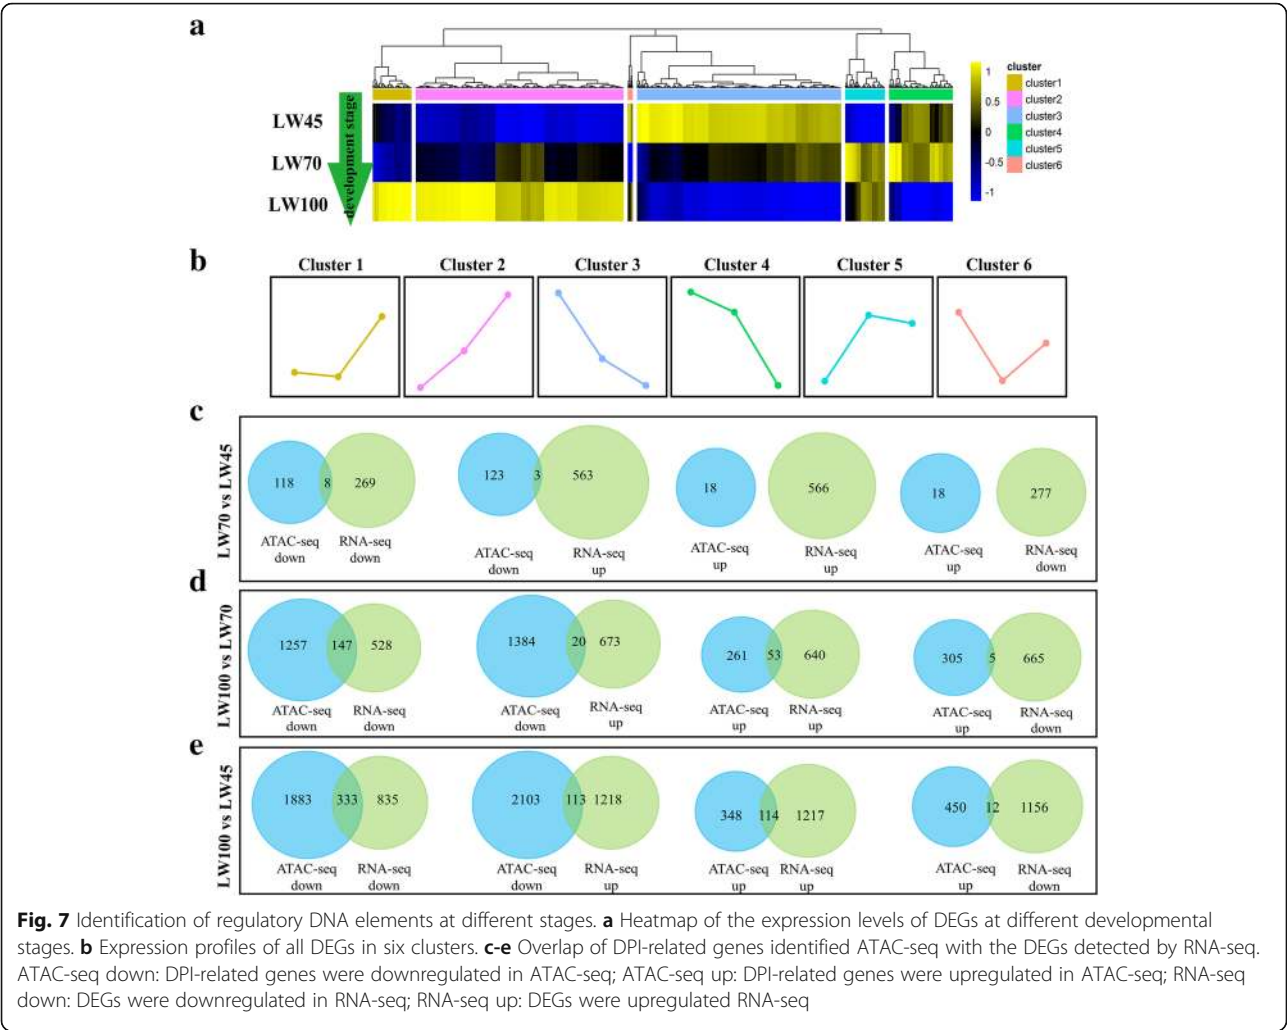 a
LW45
LW70
LW100
development stage
1
0.5
0
-0.5
-1
cluster
cluster1
cluster2
cluster3
cluster4
cluster5
cluster6
b
Cluster 1
Cluster 2
Cluster 3
Cluster 4
Cluster 5
Cluster 6
c
LW70 vs LW45
118 8 269
ATAC-seq down
RNA-seq down
123 3 563
ATAC-seq down
RNA-seq up
18 566
ATAC-seq up
RNA-seq up
18 277
ATAC-seq up
RNA-seq down
d
LW100 vs LW70
1257 147 528
ATAC-seq down
RNA-seq down
1384 20 673
ATAC-seq down
RNA-seq up
261 53 640
ATAC-seq up
RNA-seq up
305 5 665
ATAC-seq up
RNA-seq down
e
LW100 vs LW45
1883 333 835
ATAC-seq down
RNA-seq down
2103 113 1218
ATAC-seq down
RNA-seq up
348 114 1217
ATAC-seq up
RNA-seq up
450 12 1156
ATAC-seq up
RNA-seq down
Fig. 7 Identification of regulatory DNA elements at different stages. a Heatmap of the expression levels of DEGs at different developmental
stages. b Expression profiles of all DEGs in six clusters. c-e Overlap of DPI-related genes identified ATAC-seq with the DEGs detected by RNA-seq.
ATAC-seq down: DPI-related genes were downregulated in ATAC-seq; ATAC-seq up: DPI-related genes were upregulated in ATAC-seq; RNA-seq
down: DEGs were downregulated in RNA-seq; RNA-seq up: DEGs were upregulated RNA-seq